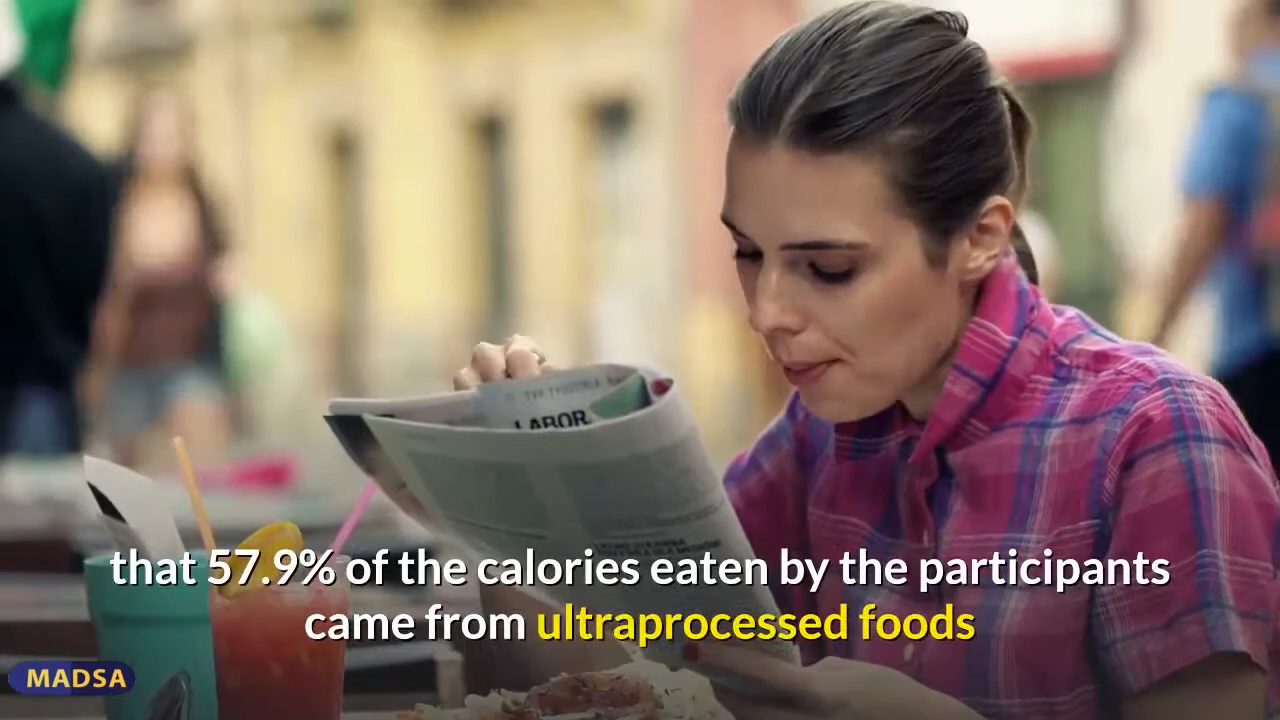 LABOR
that 57.9% of the calories eaten by the participants
came from ultraprocessed foods
MADSA